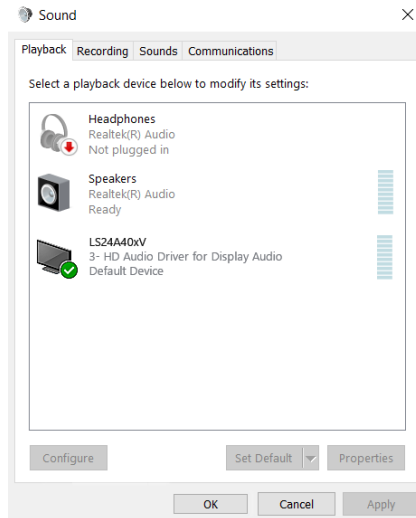 Sound
Playback Recording Sounds Communications
Select a playback device below to modify its settings:
Headphones
Realtek(R) Audio
Not plugged in
Speakers
Realtek(R) Audio
Ready
LS24A40xV
3- HD Audio Driver for Display Audio
Default Device
Configure Set Default Properties
OK Cancel Apply